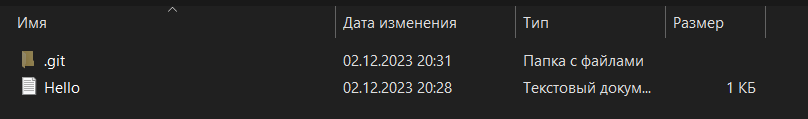 Имя Дата изменения Тип Размер
.git 02.12.2023 20:31 Папка с файлами
Hello 02.12.2023 20:28 Текстовый докум... 1 КБ